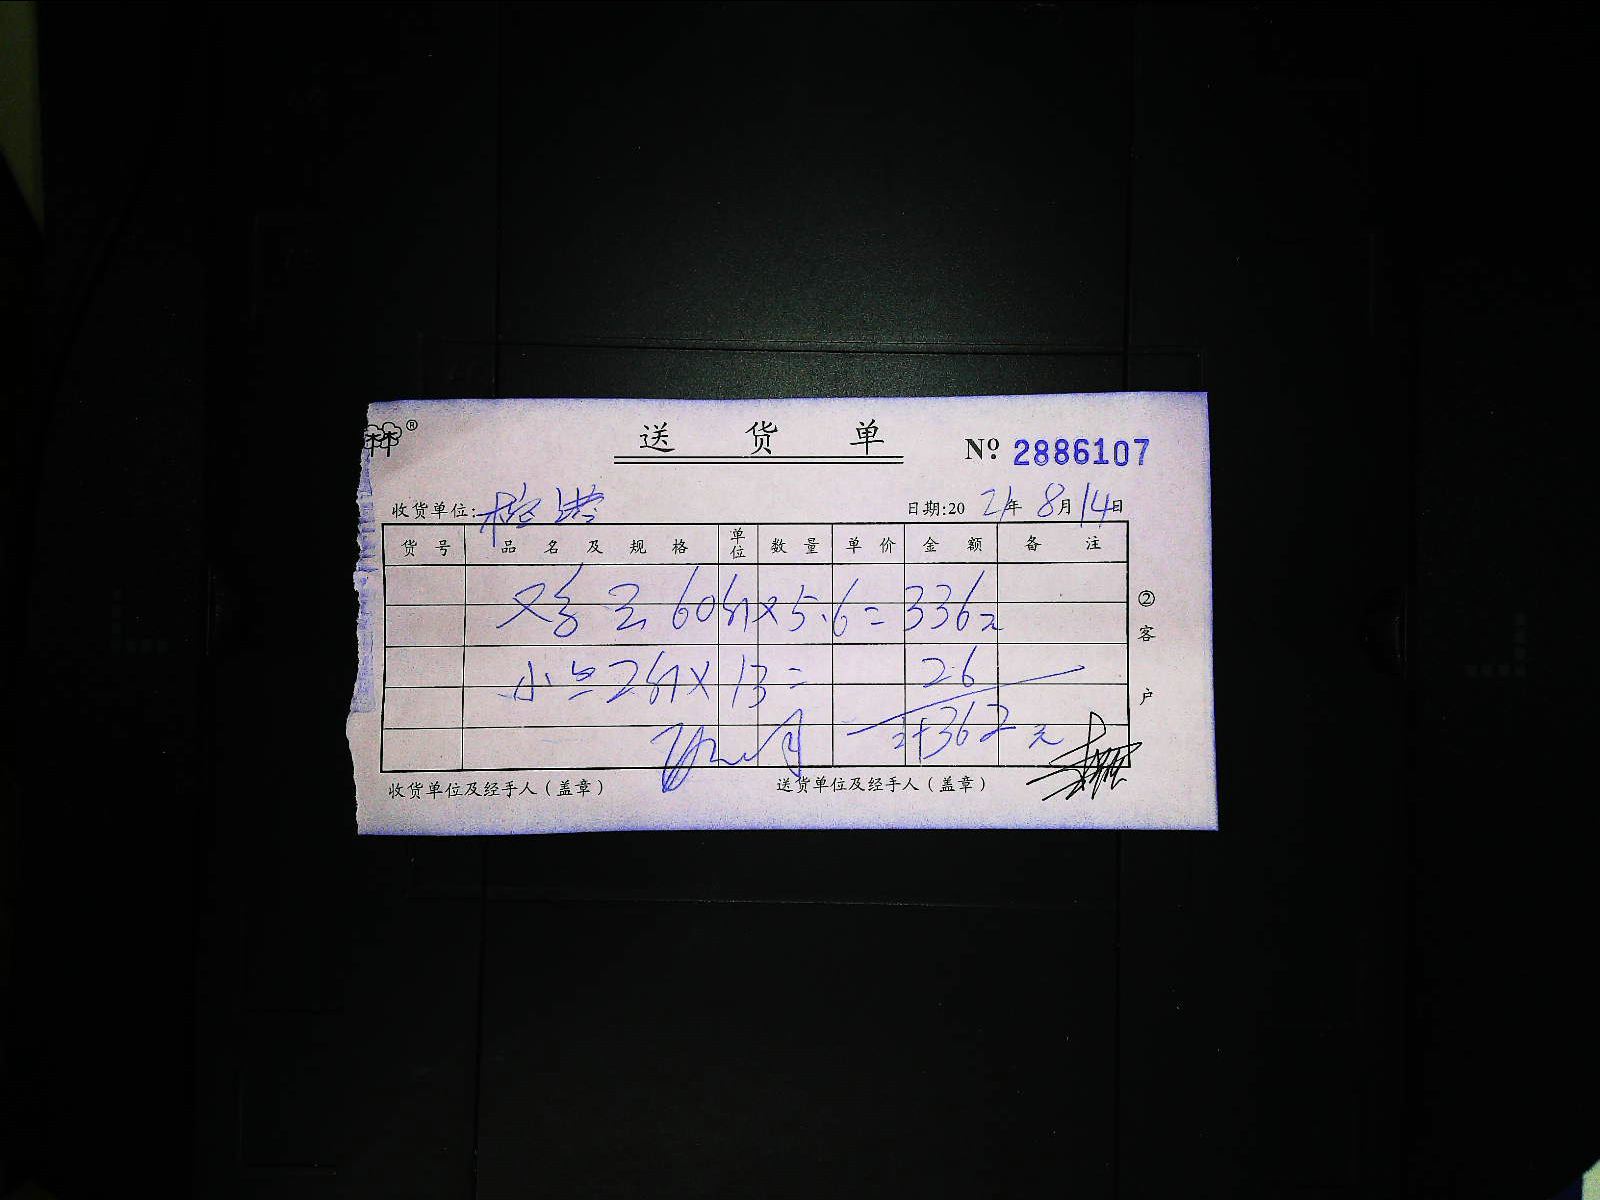 ®
送 货 单
No. 2886107
收货单位:
日期:2021年 8月14日
货 号 品 名 及 规 格 单位 数 量 单 价 金 额 备 注
60斤×5.6=336元
小 2斤×13= 26
计362元
② 客 户
收货单位及经手人(盖章) 送货单位及经手人(盖章)